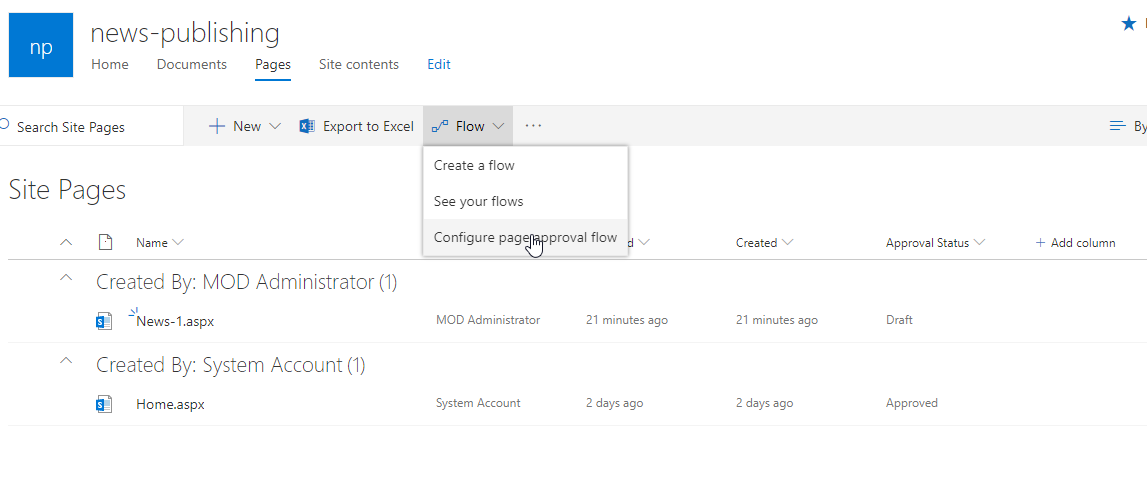 np
news-publishing
Home Documents Pages Site contents Edit
Search Site Pages New Export to Excel Flow ... By
Create a flow
See your flows
Configure page approval flow
Site Pages
Name Created Approval Status + Add column
Created By: MOD Administrator (1)
News-1.aspx MOD Administrator 21 minutes ago 21 minutes ago Draft
Created By: System Account (1)
Home.aspx System Account 2 days ago 2 days ago Approved